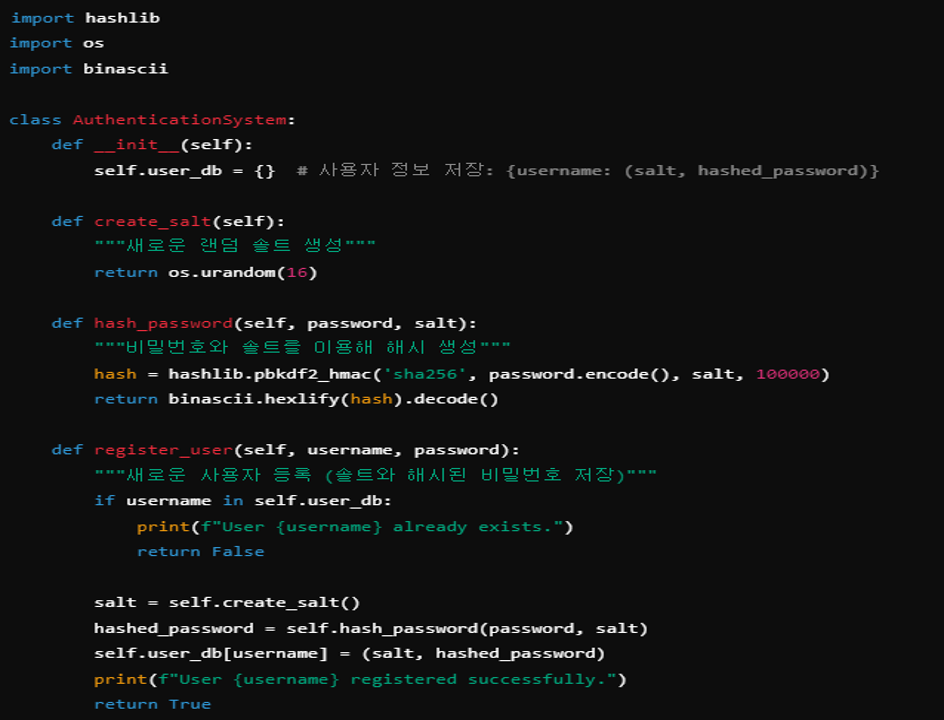 import hashlib
import os
import binascii

class AuthenticationSystem:
    def __init__(self):
        self.user_db = {}  # 사용자 정보 저장: {username: (salt, hashed_password)}

    def create_salt(self):
        """새로운 랜덤 솔트 생성"""
        return os.urandom(16)

    def hash_password(self, password, salt):
        """비밀번호와 솔트를 이용해 해시 생성"""
        hash = hashlib.pbkdf2_hmac('sha256', password.encode(), salt, 100000)
        return binascii.hexlify(hash).decode()

    def register_user(self, username, password):
        """새로운 사용자 등록 (솔트와 해시된 비밀번호 저장)"""
        if username in self.user_db:
            print(f"User {username} already exists.")
            return False

        salt = self.create_salt()
        hashed_password = self.hash_password(password, salt)
        self.user_db[username] = (salt, hashed_password)
        print(f"User {username} registered successfully.")
        return True